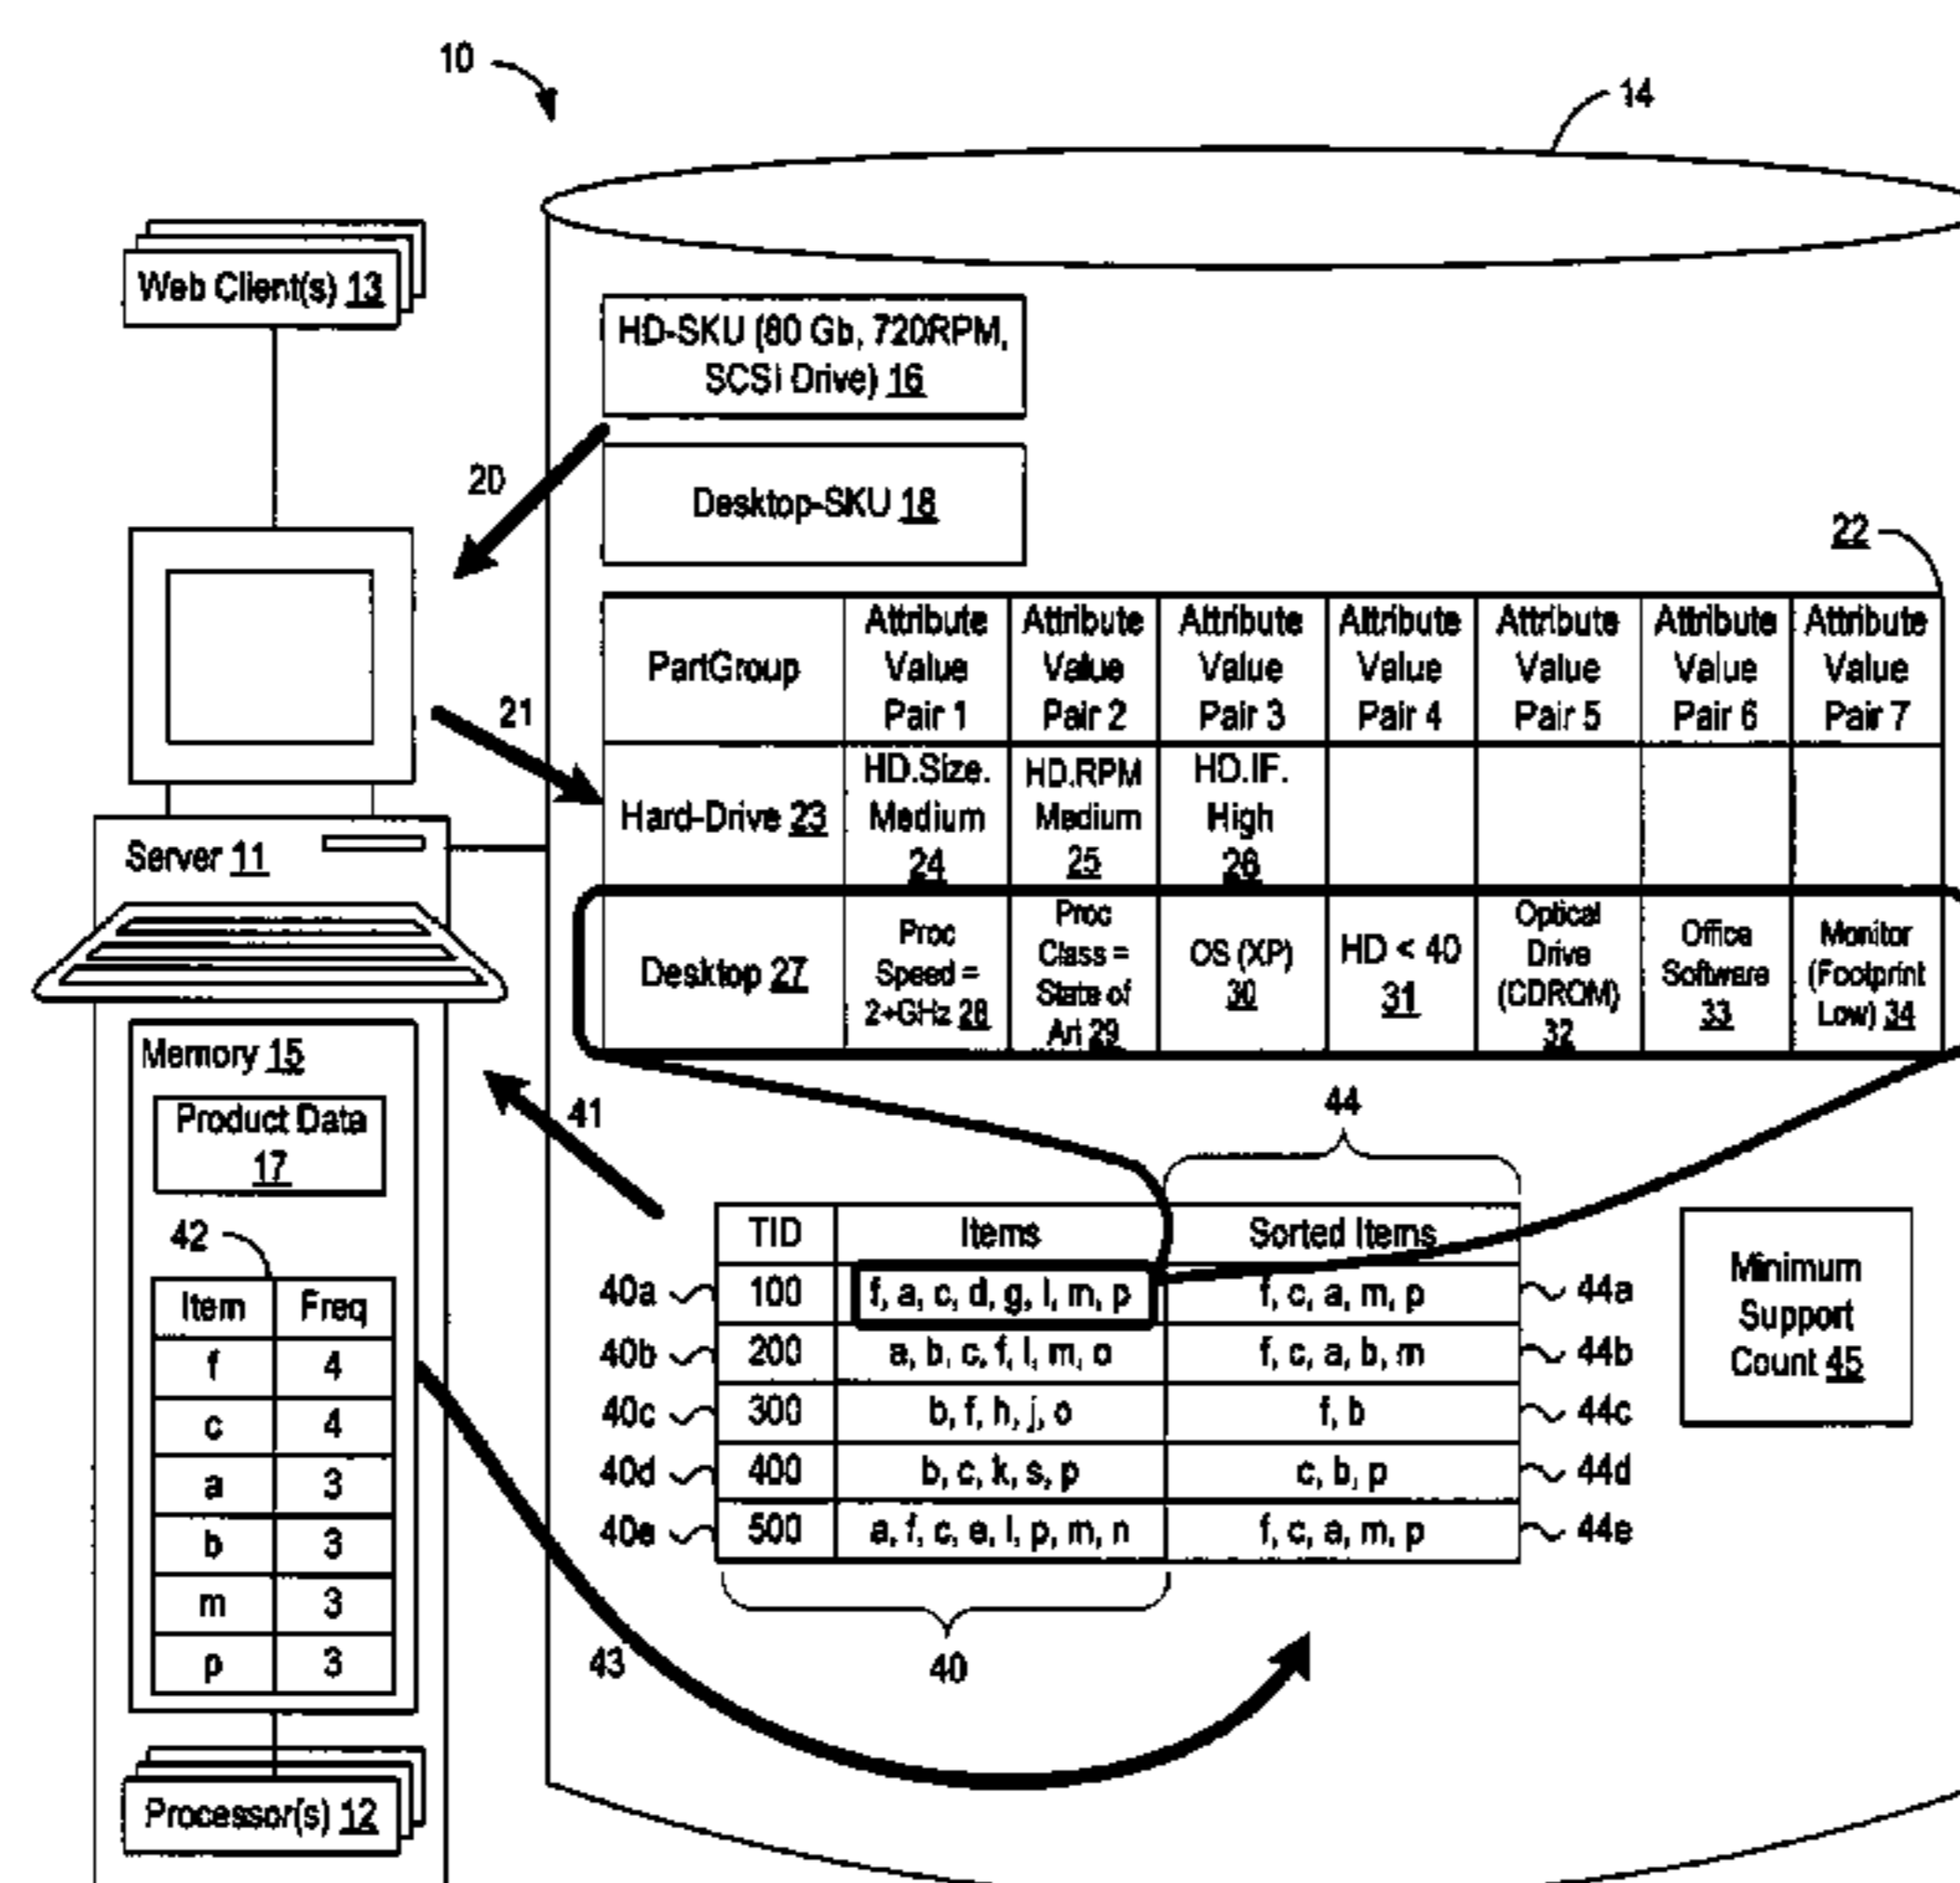 10
14
Web Client(s) 13
HD-SKU (80 Gb, 720RPM,
SCSI Drive) 16
20
Desktop-SKU 18
22
PartGroup
Attribute
Value
Pair 1
Attribute
Value
Pair 2
Attribute
Value
Pair 3
Attribute
Value
Pair 4
Attribute
Value
Pair 5
Attribute
Value
Pair 6
Attribute
Value
Pair 7
21
Hard-Drive 23
HD.Size.
Medium
24
HD.RPM
Medium
25
HD.IF.
High
26
Server 11
Desktop 27
Proc
Speed =
2+GHz 28
Proc
Class =
State of
Art 29
OS (XP)
30
HD < 40
31
Optical
Drive
(CDROM)
32
Office
Software
33
Monitor
(Footprint
Low) 34
Memory 15
Product Data
17
41
44
42
Item Freq
f 4
c 4
a 3
b 3
m 3
p 3
TID Items Sorted Items
40a 100 f, a, c, d, g, l, m, p f, c, a, m, p 44a
40b 200 a, b, c, f, l, m, o f, c, a, b, m 44b
40c 300 b, f, h, j, o f, b 44c
40d 400 b, c, k, s, p c, b, p 44d
40e 500 a, f, c, e, l, p, m, n f, c, a, m, p 44e
Minimum
Support
Count 45
43
40
Processor(s) 12